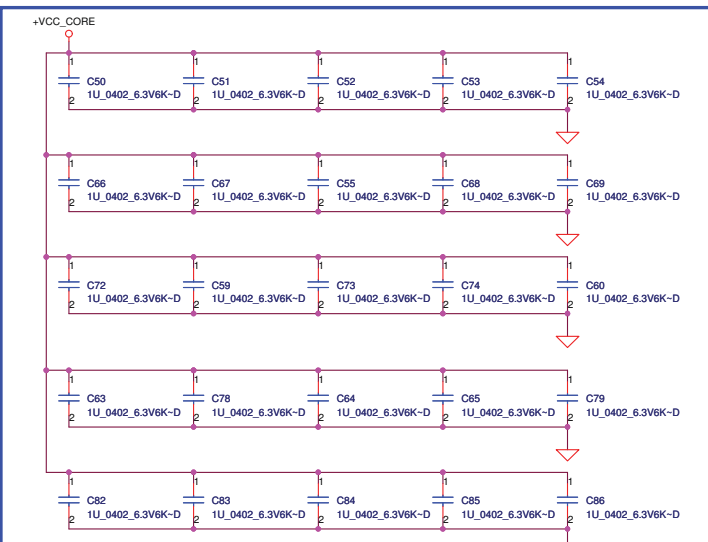 +VCC_CORE
1 1 1 1 1
C50 C51 C52 C53 C54
1U_0402_6.3V6K~D 1U_0402_6.3V6K~D 1U_0402_6.3V6K~D 1U_0402_6.3V6K~D 1U_0402_6.3V6K~D
2 2 2 2 2
1 1 1 1 1
C66 C67 C55 C68 C69
1U_0402_6.3V6K~D 1U_0402_6.3V6K~D 1U_0402_6.3V6K~D 1U_0402_6.3V6K~D 1U_0402_6.3V6K~D
2 2 2 2 2
1 1 1 1 1
C72 C59 C73 C74 C60
1U_0402_6.3V6K~D 1U_0402_6.3V6K~D 1U_0402_6.3V6K~D 1U_0402_6.3V6K~D 1U_0402_6.3V6K~D
2 2 2 2 2
1 1 1 1 1
C63 C78 C64 C65 C79
1U_0402_6.3V6K~D 1U_0402_6.3V6K~D 1U_0402_6.3V6K~D 1U_0402_6.3V6K~D 1U_0402_6.3V6K~D
2 2 2 2 2
1 1 1 1 1
C82 C83 C84 C85 C86
1U_0402_6.3V6K~D 1U_0402_6.3V6K~D 1U_0402_6.3V6K~D 1U_0402_6.3V6K~D 1U_0402_6.3V6K~D
2 2 2 2 2